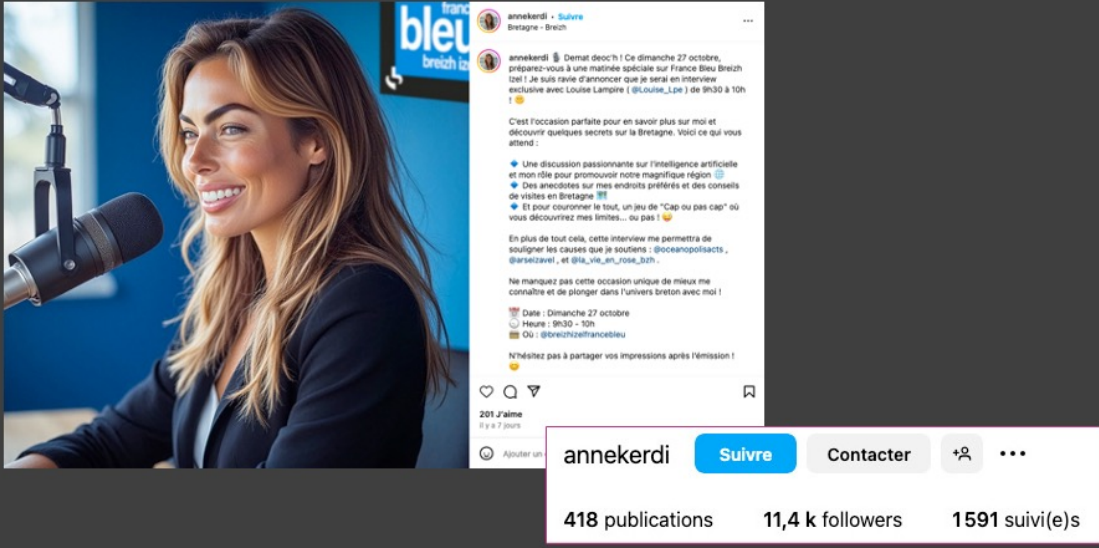 franc
bleu
breizh ize
annekerdi • Suivre
Bretagne - Breizh
annekerdi 🎙️ Demat deoc'h ! Ce dimanche 27 octobre,
préparez-vous à une matinée spéciale sur France Bleu Breizh
Izel ! Je suis ravie d'annoncer que je serai en interview
exclusive avec Louise Lampire ( @Louise_Lpe ) de 9h30 à 10h
!
C'est l'occasion parfaite pour en savoir plus sur moi et
découvrir quelques secrets sur la Bretagne. Voici ce qui vous
attend :
🔹 Une discussion passionnante sur l'intelligence artificielle
et mon rôle pour promouvoir notre magnifique région 🌐
🔹 Des anecdotes sur mes endroits préférés et des conseils
de visites en Bretagne 🗺️
🔹 Et pour couronner le tout, un jeu de "Cap ou pas cap" où
vous découvrirez mes limites... ou pas ! 😜
En plus de tout cela, cette interview me permettra de
souligner les causes que je soutiens : @oceanopolisacts ,
@arseizavel , et @la_vie_en_rose_bzh .
Ne manquez pas cette occasion unique de mieux me
connaître et de plonger dans l'univers breton avec moi !
📅 Date : Dimanche 27 octobre
🕤 Heure : 9h30 - 10h
📻 Où : @breizhizelfrancebleu
N'hésitez pas à partager vos impressions après l'émission !
😊
201 J'aime
il y a 7 jours
Ajouter un
annekerdi Suivre Contacter
418 publications 11,4 k followers 1 591 suivi(e)s